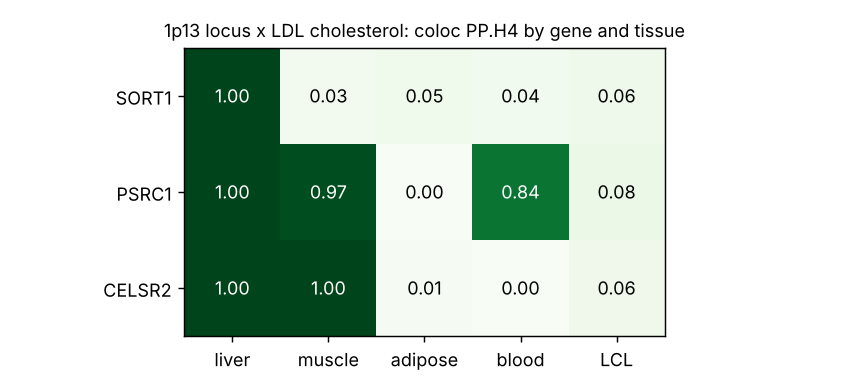 1p13 locus x LDL cholesterol: coloc PP.H4 by gene and tissue
SORT1 1.00 0.03 0.05 0.04 0.06
PSRC1 1.00 0.97 0.00 0.84 0.08
CELSR2 1.00 1.00 0.01 0.00 0.06
liver muscle adipose blood LCL